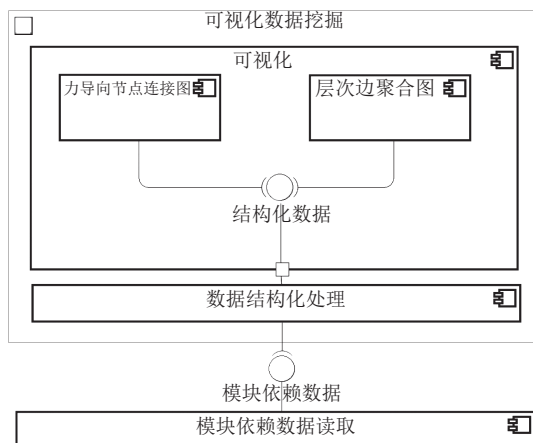 可视化数据挖掘
可视化
力导向节点连接图
层次边聚合图
结构化数据
数据结构化处理
模块依赖数据
模块依赖数据读取